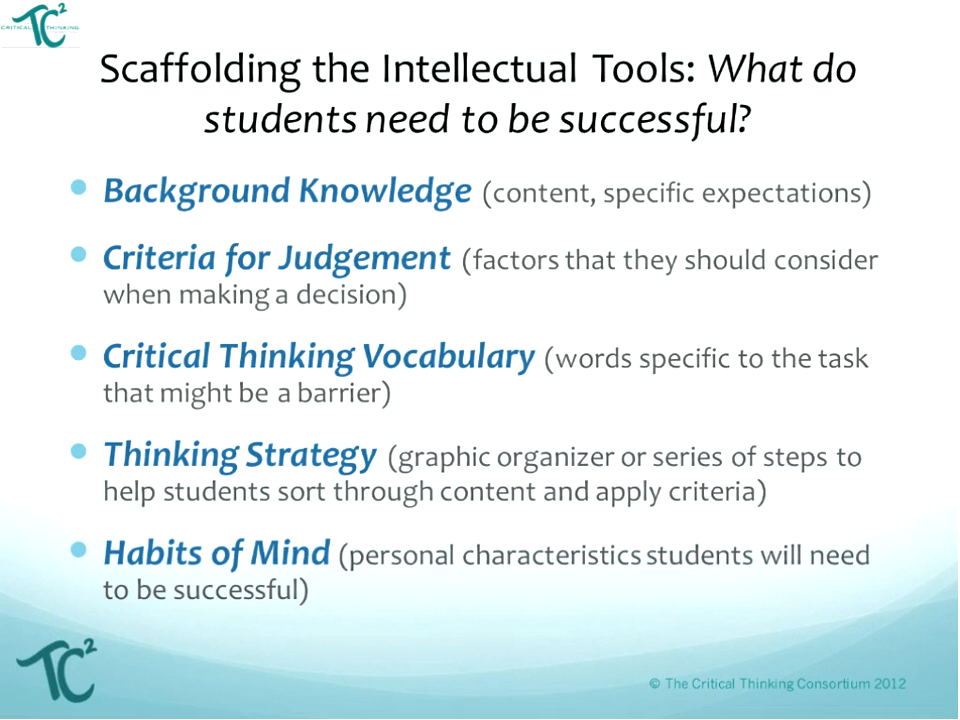 TC²
CRITICAL THINKING
Scaffolding the Intellectual Tools: What do
students need to be successful?
Background Knowledge (content, specific expectations)
Criteria for Judgement (factors that they should consider
when making a decision)
Critical Thinking Vocabulary (words specific to the task
that might be a barrier)
Thinking Strategy (graphic organizer or series of steps to
help students sort through content and apply criteria)
Habits of Mind (personal characteristics students will need
to be successful)
TC²
© The Critical Thinking Consortium 2012